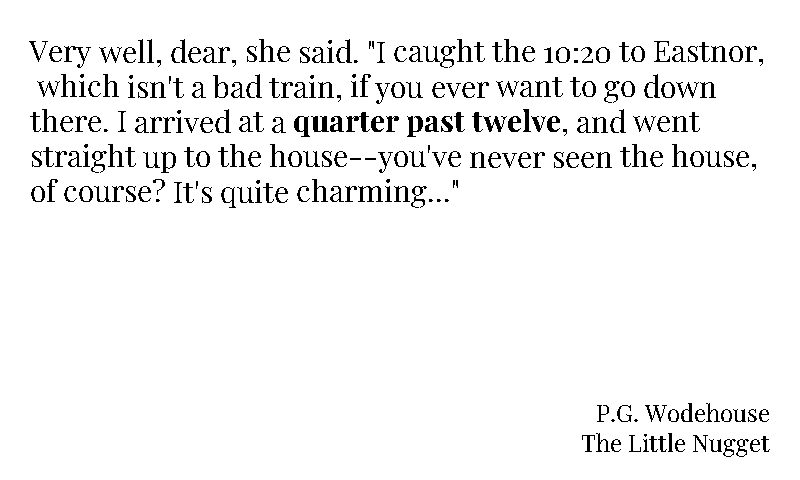 Very well, dear, she said. "I caught the 10:20 to Eastnor,
which isn't a bad train, if you ever want to go down
there. I arrived at a quarter past twelve, and went
straight up to the house--you've never seen the house,
of course? It's quite charming..."
P.G. Wodehouse
The Little Nugget